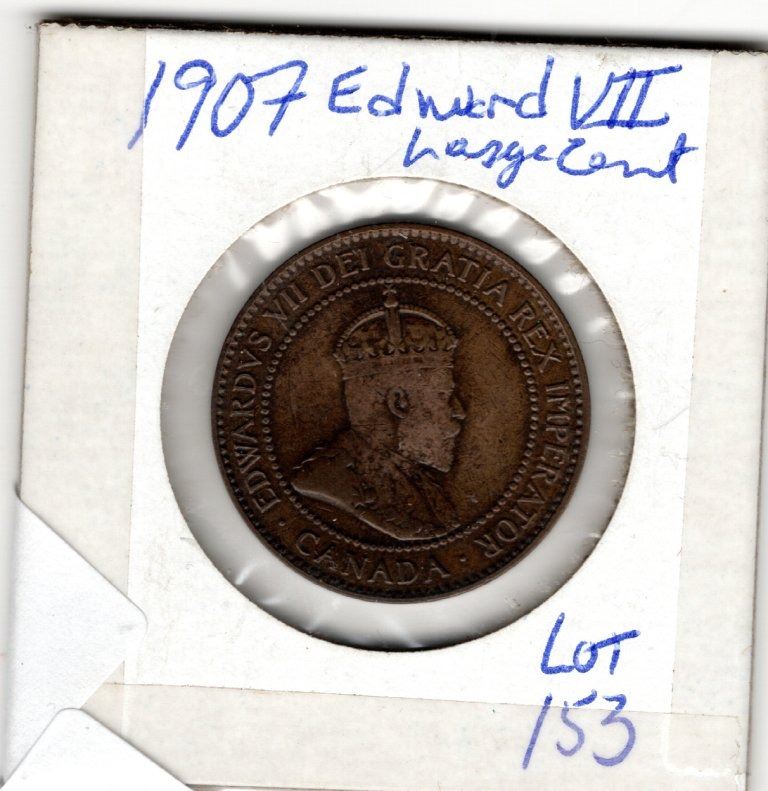 1907 Edward VII
Large Cent
EDWARDVS VII DEI GRATIA REX IMPERATOR
· CANADA ·
LOT
153